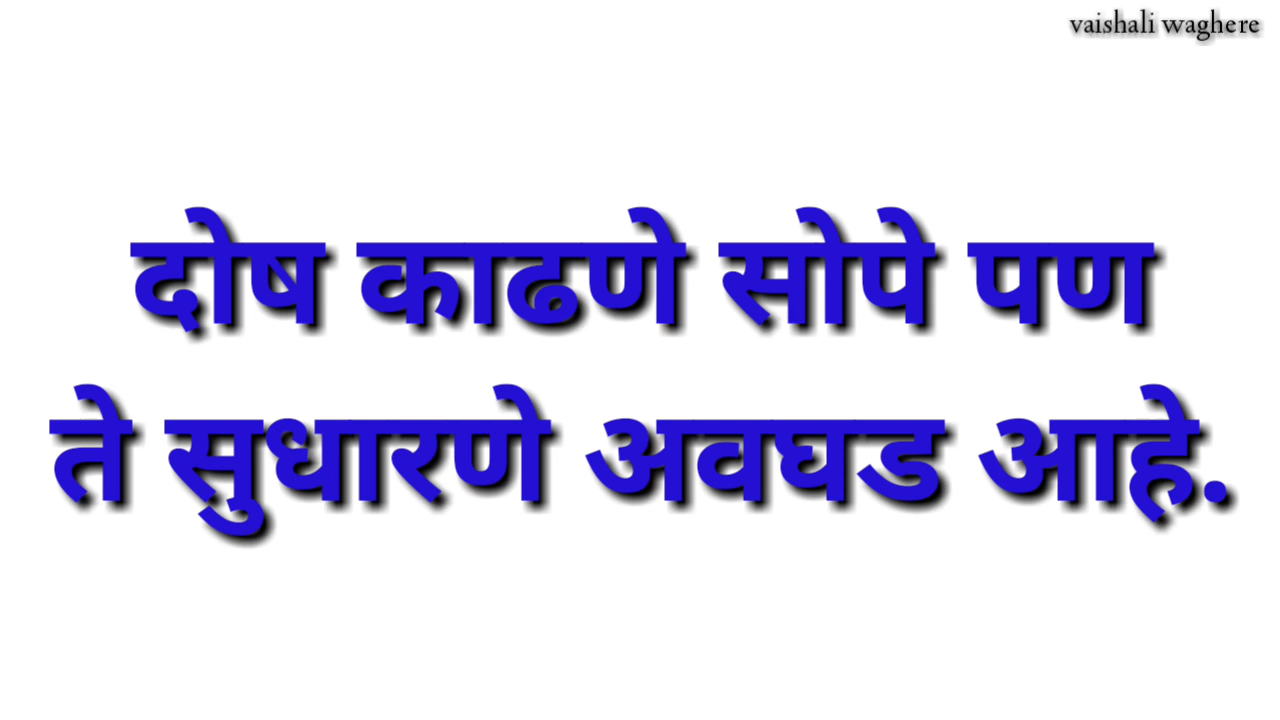 vaishali waghere
दोष काढणे सोपे पण
ते सुधारणे अवघड आहे.